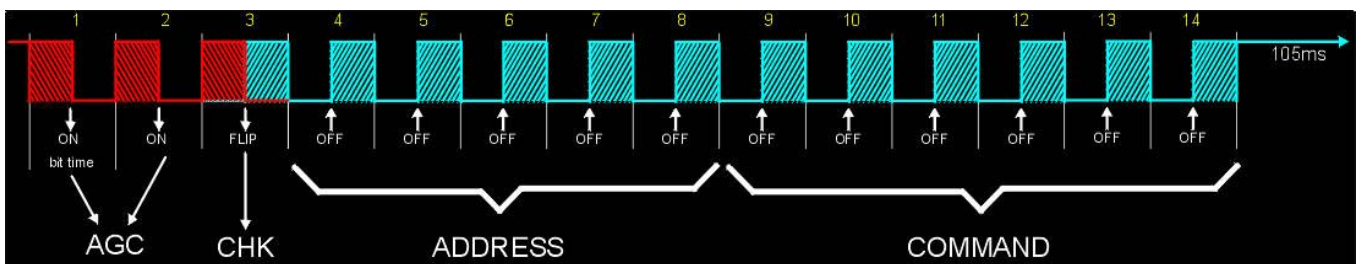 1 2 3 4 5 6 7 8 9 10 11 12 13 14
105ms
ON ON FLIP OFF OFF OFF OFF OFF OFF OFF OFF OFF OFF OFF
bit time
AGC CHK ADDRESS COMMAND